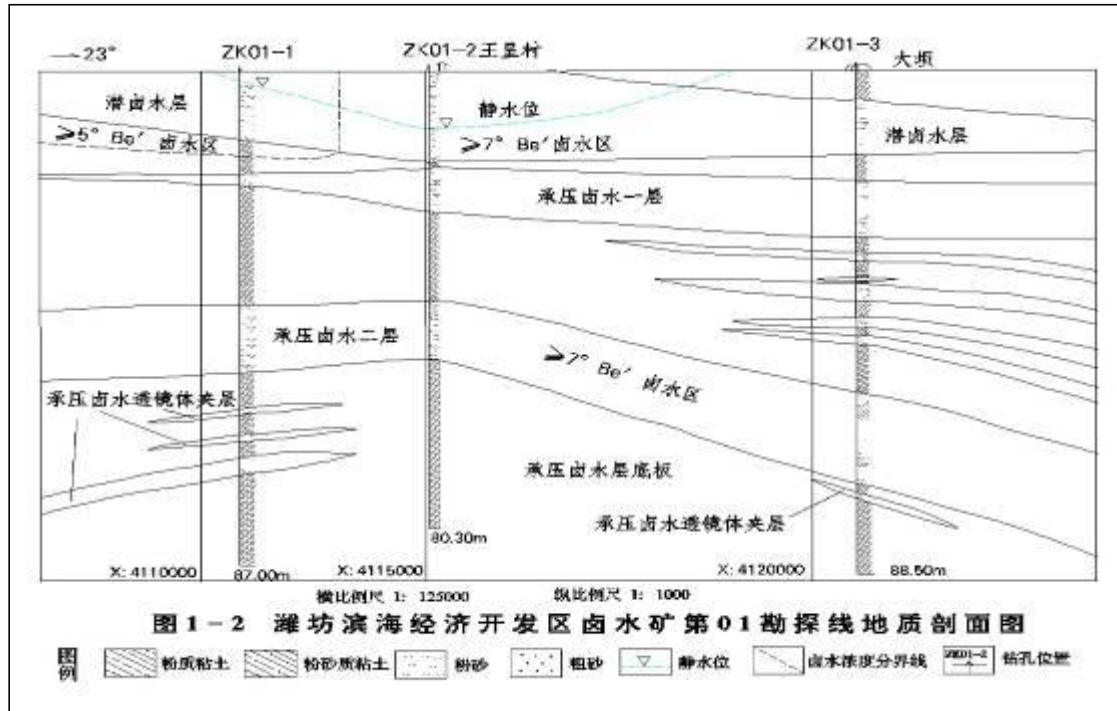 23°
ZK01-1
ZK01-2王呈村
ZK01-3
大坝
潜卤水层
静水位
≥5° Be′ 卤水区
≥7° Be′ 卤水区
潜卤水层
承压卤水一层
承压卤水二层
≥7° Be′ 卤水区
承压卤水透镜体夹层
承压卤水层底板
承压卤水透镜体夹层
80.30m
X: 4110000
87.00m
X: 4115000
X: 4120000
88.50m
横比例尺 1: 125000
纵比例尺 1: 1000
图1-2 潍坊滨海经济开发区卤水矿第01勘探线地质剖面图
图例
粉质粘土
粉砂质粘土
粉砂
粗砂
静水位
卤水浓度分界线
ZK01-2
钻孔位置